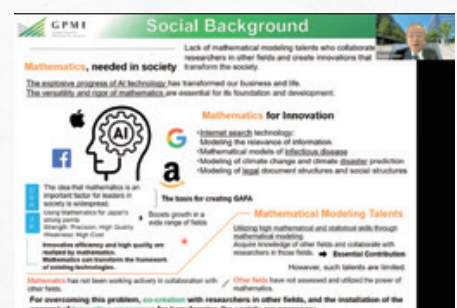 GPMI
Social Background
Lack of mathematical modeling talents who collaborate
researchers in other fields and create innovations that
transform the society.
Mathematics, needed in society
The explosive progress of AI technology has transformed our business and life.
The versatility and rigor of mathematics are essential for its foundation and development.
Mathematics for Innovation
AI
G
f
a
•Internet search technology:
Modeling the relevance of information
•Mathematical models of infectious disease
•Modeling of climate change and climate disaster prediction
•Modeling of legal document structures and social structures
The idea that mathematics is an
important factor for leaders in
society is widespread.
The basis for creating GAFA
Using Mathematics for Japan's
strong points
Strength: Precision, High Quality
Weakness: High Cost
Boosts growth in a
wide range of fields
Innovative efficiency and high quality are
realized by mathematics.
Mathematics can transform the framework
of existing technologies.
Mathematical Modeling Talents
Utilizing high mathematical and statistical skills through
mathematical modeling.
Acquire knowledge of other fields and collaborate with
researchers in those fields. → Essential Contribution
However, such talents are limited.
Mathematics has not been working actively in collaboration with
other fields.
Other fields have not assessed and utilized the power of
mathematics.
For overcoming this problem, co-creation with researchers in other fields, and the installation of the